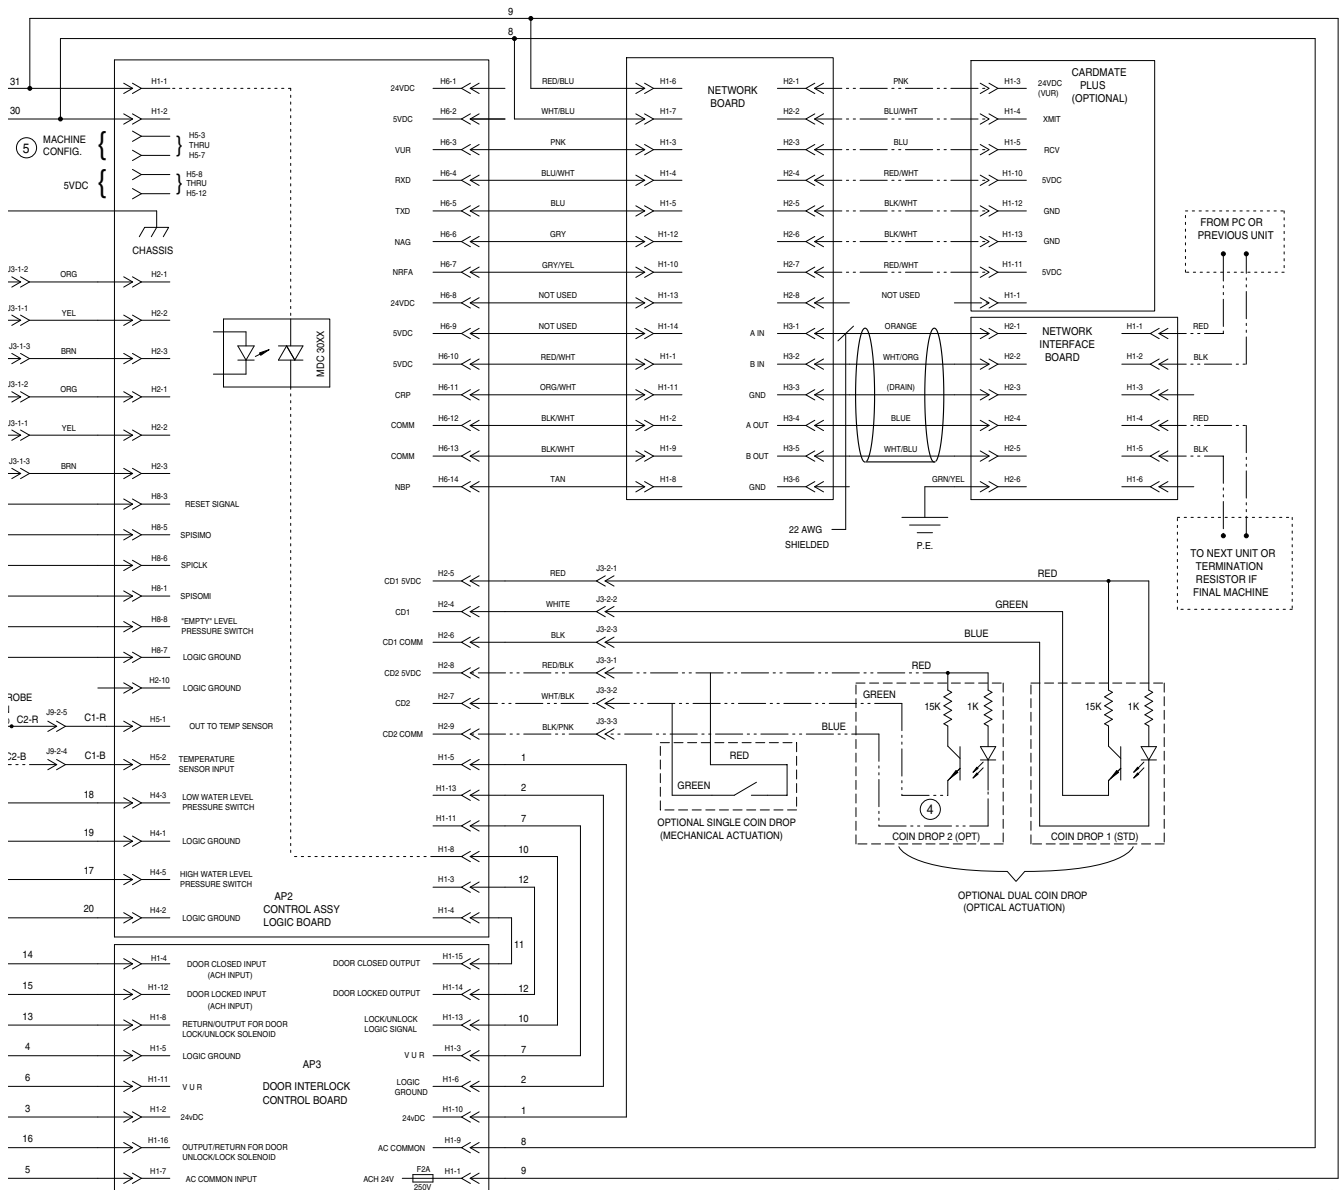 9
8
31
H1-1
24VDC
H6-1
RED/BLU
H1-6
NETWORK
BOARD
H2-1
PNK
H1-3
24VDC
(VUR)
CARDMATE
PLUS
(OPTIONAL)
30
H1-2
5VDC
H6-2
WHT/BLU
H1-7
H2-2
BLU/WHT
H1-4
XMIT
5
MACHINE
CONFIG.
{
}
H5-3
THRU
H5-7
VUR
H6-3
PNK
H1-3
H2-3
BLU
H1-5
RCV
5VDC
{
}
H5-8
THRU
H5-12
RXD
H6-4
BLU/WHT
H1-4
H2-4
RED/WHT
H1-10
5VDC
TXD
H6-5
BLU
H1-5
H2-5
BLK/WHT
H1-12
GND
CHASSIS
NAG
H6-6
GRY
H1-12
H2-6
BLK/WHT
H1-13
GND
FROM PC OR
PREVIOUS UNIT
J3-1-2
ORG
H2-1
NRFA
H6-7
GRY/YEL
H1-10
H2-7
RED/WHT
H1-11
5VDC
24VDC
H6-8
NOT USED
H1-13
H2-8
NOT USED
H1-1
J3-1-1
YEL
H2-2
MDC 30XX
5VDC
H6-9
NOT USED
H1-14
A IN
H3-1
ORANGE
H2-1
NETWORK
INTERFACE
BOARD
H1-1
RED
J3-1-3
BRN
H2-3
5VDC
H6-10
RED/WHT
H1-1
B IN
H3-2
WHT/ORG
H2-2
H1-2
BLK
J3-1-2
ORG
H2-1
CRP
H6-11
ORG/WHT
H1-11
GND
H3-3
(DRAIN)
H2-3
H1-3
J3-1-1
YEL
H2-2
COMM
H6-12
BLK/WHT
H1-2
A OUT
H3-4
BLUE
H2-4
H1-4
RED
J3-1-3
BRN
H2-3
COMM
H6-13
BLK/WHT
H1-9
B OUT
H3-5
WHT/BLU
H2-5
H1-5
BLK
NBP
H6-14
TAN
H1-8
GND
H3-6
GRN/YEL
H2-6
H1-6
H8-3
RESET SIGNAL
22 AWG
SHIELDED
P.E.
H8-5
SPISIMO
TO NEXT UNIT OR
TERMINATION
RESISTOR IF
FINAL MACHINE
H8-6
SPICLK
CD1 5VDC
H2-5
RED
J3-2-1
RED
H8-1
SPISOMI
CD1
H2-4
WHITE
J3-2-2
GREEN
H8-8
"EMPTY" LEVEL
PRESSURE SWITCH
CD1 COMM
H2-6
BLK
J3-2-3
BLUE
H8-7
LOGIC GROUND
CD2 5VDC
H2-8
RED/BLK
J3-3-1
RED
H2-10
LOGIC GROUND
CD2
H2-7
WHT/BLK
J3-3-2
GREEN
15K
1K
15K
1K
ROBE
C2-R
J9-2-5
C1-R
H5-1
OUT TO TEMP SENSOR
CD2 COMM
H2-9
BLK/PNK
J3-3-3
BLUE
C2-B
J9-2-4
C1-B
H5-2
TEMPERATURE
SENSOR INPUT
H1-5
1
RED
GREEN
18
H4-3
LOW WATER LEVEL
PRESSURE SWITCH
H1-13
2
4
19
H4-1
LOGIC GROUND
H1-11
7
OPTIONAL SINGLE COIN DROP
(MECHANICAL ACTUATION)
COIN DROP 2 (OPT)
COIN DROP 1 (STD)
H1-8
10
17
H4-5
HIGH WATER LEVEL
PRESSURE SWITCH
H1-3
12
OPTIONAL DUAL COIN DROP
(OPTICAL ACTUATION)
20
H4-2
LOGIC GROUND
AP2
CONTROL ASSY
LOGIC BOARD
H1-4
11
14
H1-4
DOOR CLOSED INPUT
(ACH INPUT)
DOOR CLOSED OUTPUT
H1-15
15
H1-12
DOOR LOCKED INPUT
(ACH INPUT)
DOOR LOCKED OUTPUT
H1-14
12
13
H1-8
RETURN/OUTPUT FOR DOOR
LOCK/UNLOCK SOLENOID
LOCK/UNLOCK
LOGIC SIGNAL
H1-13
10
4
H1-5
LOGIC GROUND
AP3
DOOR INTERLOCK
CONTROL BOARD
V U R
H1-3
7
6
H1-11
V U R
LOGIC
GROUND
H1-6
2
3
H1-2
24vDC
24vDC
H1-10
1
16
H1-16
OUTPUT/RETURN FOR DOOR
UNLOCK/LOCK SOLENOID
AC COMMON
H1-9
8
5
H1-7
AC COMMON INPUT
ACH 24V
F2A
250V
H1-1
9